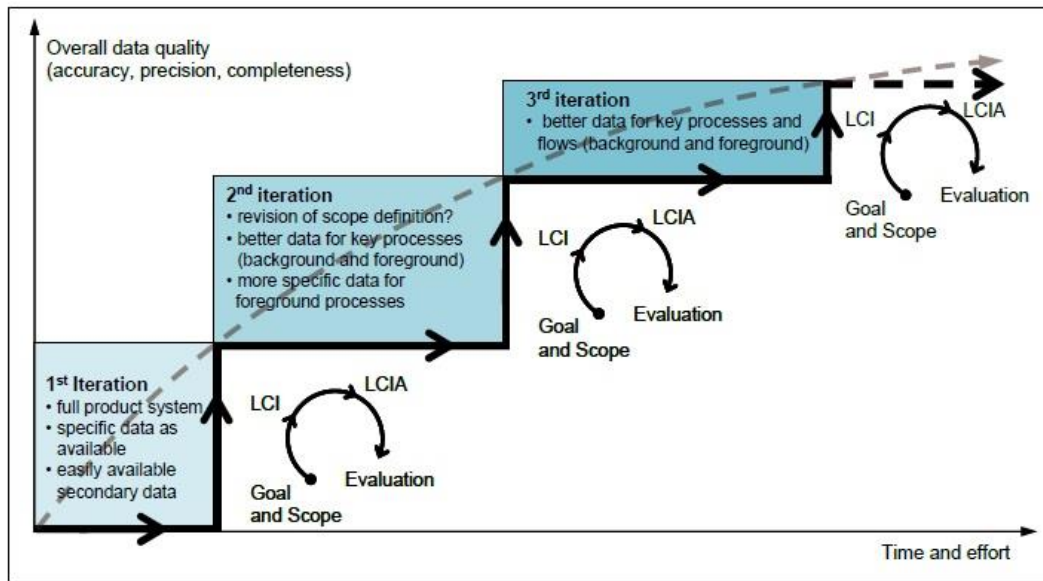 Overall data quality
(accuracy, precision, completeness)
3rd iteration
• better data for key processes and
flows (background and foreground)
LCI
LCIA
Evaluation
Goal
and Scope
2nd iteration
• revision of scope definition?
• better data for key processes
(background and foreground)
• more specific data for
foreground processes
LCI
LCIA
Evaluation
Goal
and Scope
1st Iteration
• full product system
• specific data as
available
• easily available
secondary data
LCI
LCIA
Evaluation
Goal
and Scope
Time and effort